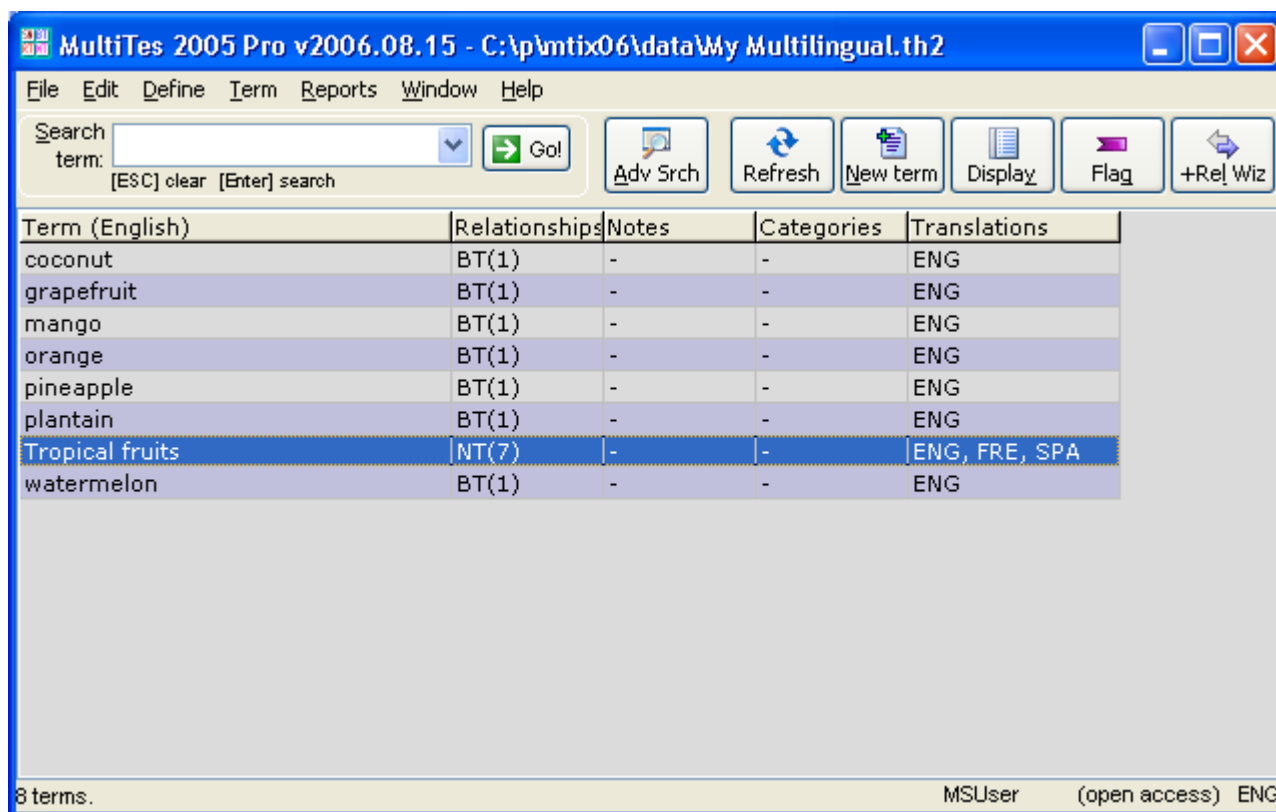 MultiTes 2005 Pro v2006.08.15 - C:\p\mtix06\data\My Multilingual.th2
File Edit Define Term Reports Window Help
Search term:
Go!
[ESC] clear [Enter] search
Adv Srch
Refresh
New term
Display
Flag
+Rel Wiz
Term (English) Relationships Notes Categories Translations
coconut BT(1) - - ENG
grapefruit BT(1) - - ENG
mango BT(1) - - ENG
orange BT(1) - - ENG
pineapple BT(1) - - ENG
plantain BT(1) - - ENG
Tropical fruits NT(7) - - ENG, FRE, SPA
watermelon BT(1) - - ENG
8 terms. MSUser (open access) ENG